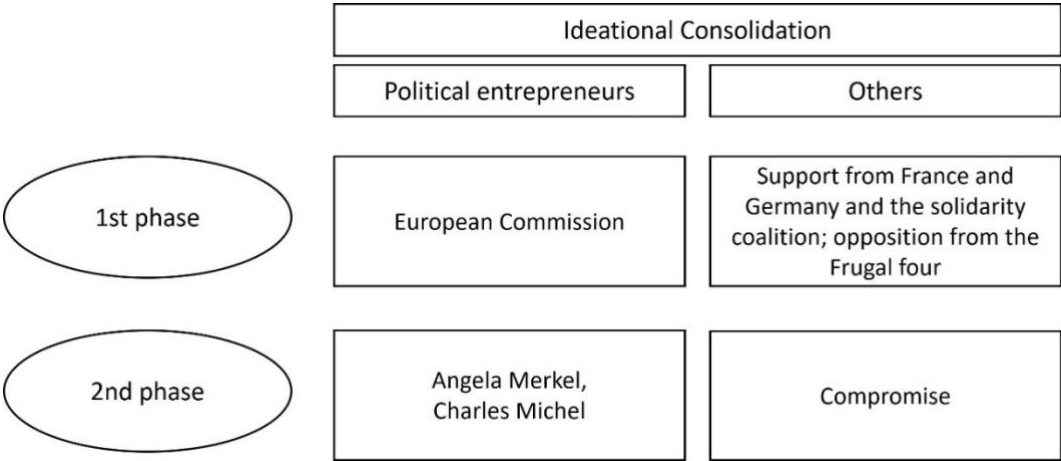 Ideational Consolidation
Political entrepreneurs
Others
1st phase
European Commission
Support from France and
Germany and the solidarity
coalition; opposition from the
Frugal four
2nd phase
Angela Merkel,
Charles Michel
Compromise